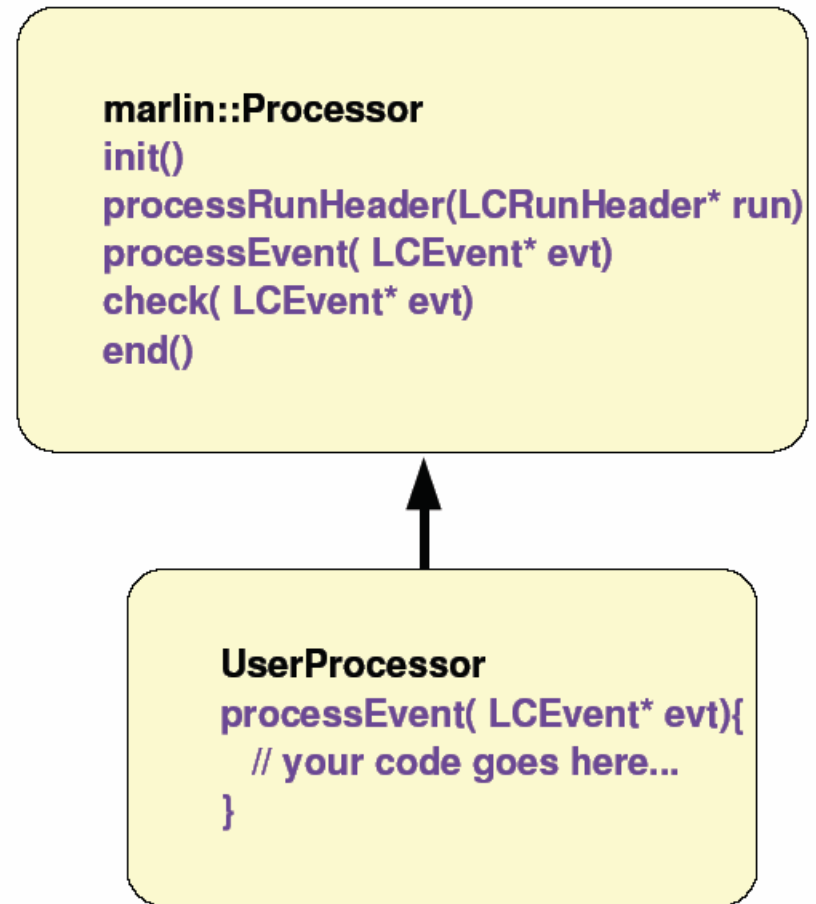 marlin::Processor
init()
processRunHeader(LCRunHeader* run)
processEvent( LCEvent* evt)
check( LCEvent* evt)
end()
UserProcessor
processEvent( LCEvent* evt){
// your code goes here...
}